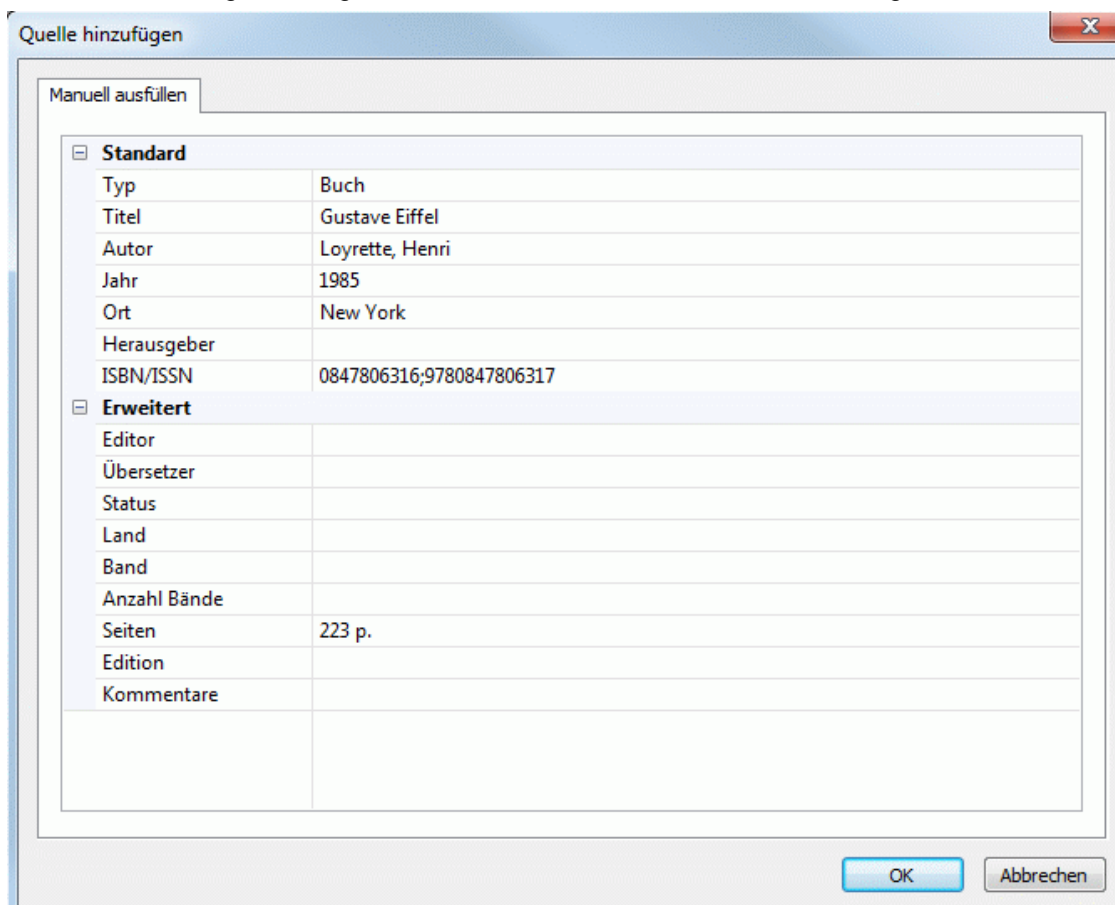 Quelle hinzufügen
Manuell ausfüllen
Standard
Typ Buch
Titel Gustave Eiffel
Autor Loyrette, Henri
Jahr 1985
Ort New York
Herausgeber
ISBN/ISSN 0847806316;9780847806317
Erweitert
Editor
Übersetzer
Status
Land
Band
Anzahl Bände
Seiten 223 p.
Edition
Kommentare
OK Abbrechen